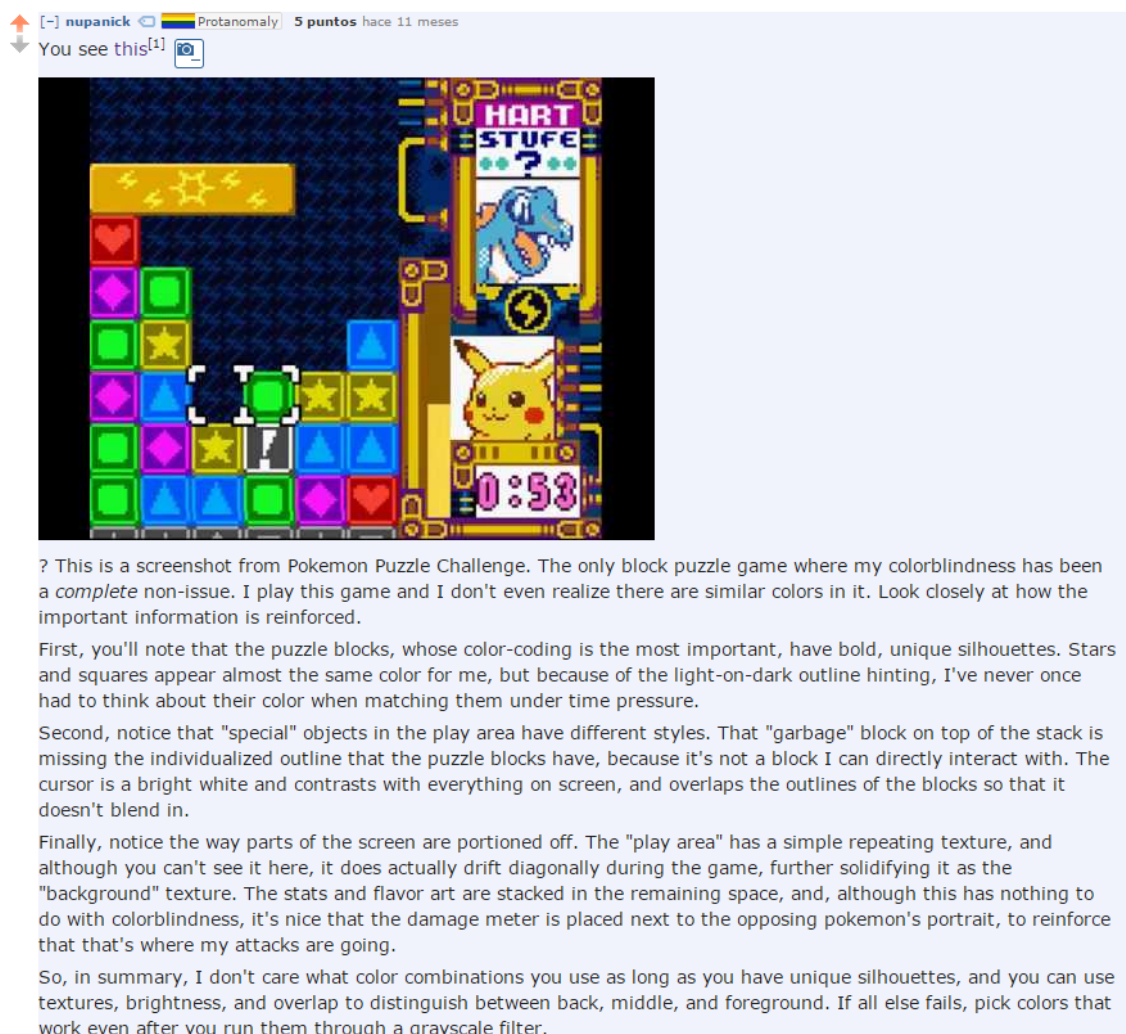 [–] nupanick Protanomaly 5 puntos hace 11 meses
You see this[1]
HART
STUFE
?
0:53
? This is a screenshot from Pokemon Puzzle Challenge. The only block puzzle game where my colorblindness has been
a complete non-issue. I play this game and I don't even realize there are similar colors in it. Look closely at how the
important information is reinforced.
First, you'll note that the puzzle blocks, whose color-coding is the most important, have bold, unique silhouettes. Stars
and squares appear almost the same color for me, but because of the light-on-dark outline hinting, I've never once
had to think about their color when matching them under time pressure.
Second, notice that "special" objects in the play area have different styles. That "garbage" block on top of the stack is
missing the individualized outline that the puzzle blocks have, because it's not a block I can directly interact with. The
cursor is a bright white and contrasts with everything on screen, and overlaps the outlines of the blocks so that it
doesn't blend in.
Finally, notice the way parts of the screen are portioned off. The "play area" has a simple repeating texture, and
although you can't see it here, it does actually drift diagonally during the game, further solidifying it as the
"background" texture. The stats and flavor art are stacked in the remaining space, and, although this has nothing to
do with colorblindness, it's nice that the damage meter is placed next to the opposing pokemon's portrait, to reinforce
that that's where my attacks are going.
So, in summary, I don't care what color combinations you use as long as you have unique silhouettes, and you can use
textures, brightness, and overlap to distinguish between back, middle, and foreground. If all else fails, pick colors that
work even after you run them through a grayscale filter.